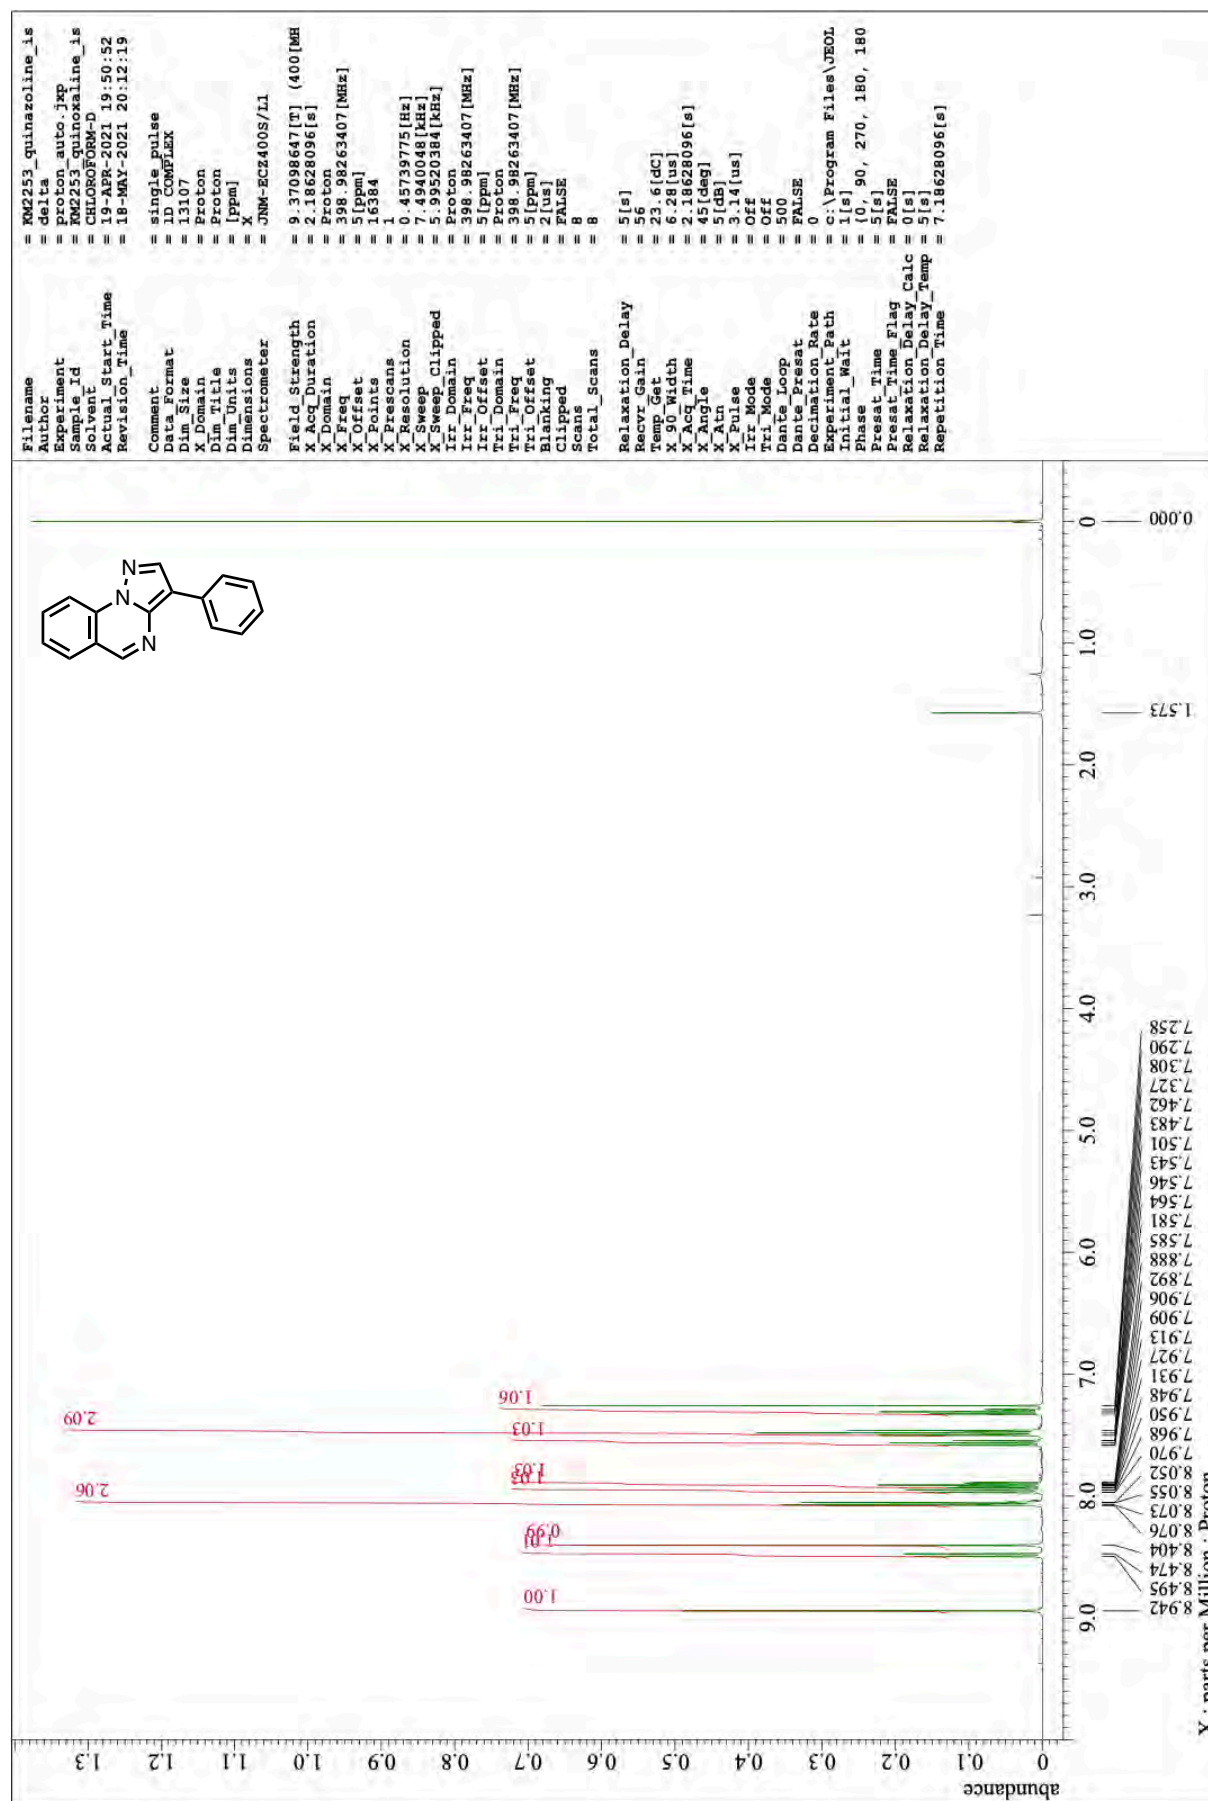 Filename = KM253_quinazoline_is
Author = delta
Experiment = proton_auto.jxp
Sample_Id = KM253_quinoxaline_is
Solvent = CHLOROFORM-D
Actual_Start_Time = 19-APR-2021 19:50:52
Revision_Time = 18-MAY-2021 20:12:19
Comment = single_pulse
Data_Format = 1D COMPLEX
Dim_Size = 13107
X_Domain = Proton
Dim_Title = Proton
Dim_Units = [ppm]
Dimensions = X
Spectrometer = JNM-ECZ400S/L1
Field_Strength = 9.37098647[T] (400[MH
X_Acq_Duration = 2.18628096[s]
X_Domain = Proton
X_Freq = 398.98263407[MHz]
X_Offset = 5[ppm]
X_Points = 16384
X_Prescans = 1
X_Resolution = 0.45739775[Hz]
X_Sweep = 7.4940048[kHz]
X_Sweep_Clipped = 5.9952038[kHz]
Irr_Domain = Proton
Irr_Freq = 398.98263407[MHz]
Irr_Offset = 5[ppm]
Tri_Domain = Proton
Tri_Freq = 398.98263407[MHz]
Tri_Offset = 5[ppm]
Blanking = 2[us]
Clipped = FALSE
Scans = 8
Total_Scans = 8
Relaxation_Delay = 5[s]
Recvr_Gain = 56
Temp_Get = 23.6[dC]
X_90_Width = 6.28[us]
X_Acq_Time = 2.18628096[s]
X_Angle = 45[deg]
X_Atn = 5[dB]
X_Pulse = 3.14[us]
Irr_Mode = Off
Tri_Mode = Off
Dante_Loop = 500
Dante_Presat = FALSE
Decimation_Rate = 0
Experiment_Path = c:\Program Files\JEOL
Initial_Wait = 1[s]
Phase = {0, 90, 270, 180, 180
Presat_Time = 5[s]
Presat_Time_Flag = FALSE
Relaxation_Delay_Calc = 0[s]
Relaxation_Delay_Temp = 5[s]
Repetition_Time = 7.18628096[s]
N
N
N
abundance
0 0.1 0.2 0.3 0.4 0.5 0.6 0.7 0.8 0.9 1.0 1.1 1.2 1.3
1.00
1.01
0.99
2.06
1.03
1.03
1.03
2.09
1.06
9.0 8.0 7.0 6.0 5.0 4.0 3.0 2.0 1.0 0
8.942
8.495
8.474
8.404
8.076
8.073
8.055
8.052
7.970
7.968
7.950
7.948
7.931
7.927
7.913
7.909
7.906
7.892
7.888
7.585
7.581
7.564
7.546
7.543
7.501
7.483
7.462
7.327
7.308
7.290
7.258
1.573
0.000
X : parts per Million : Proton